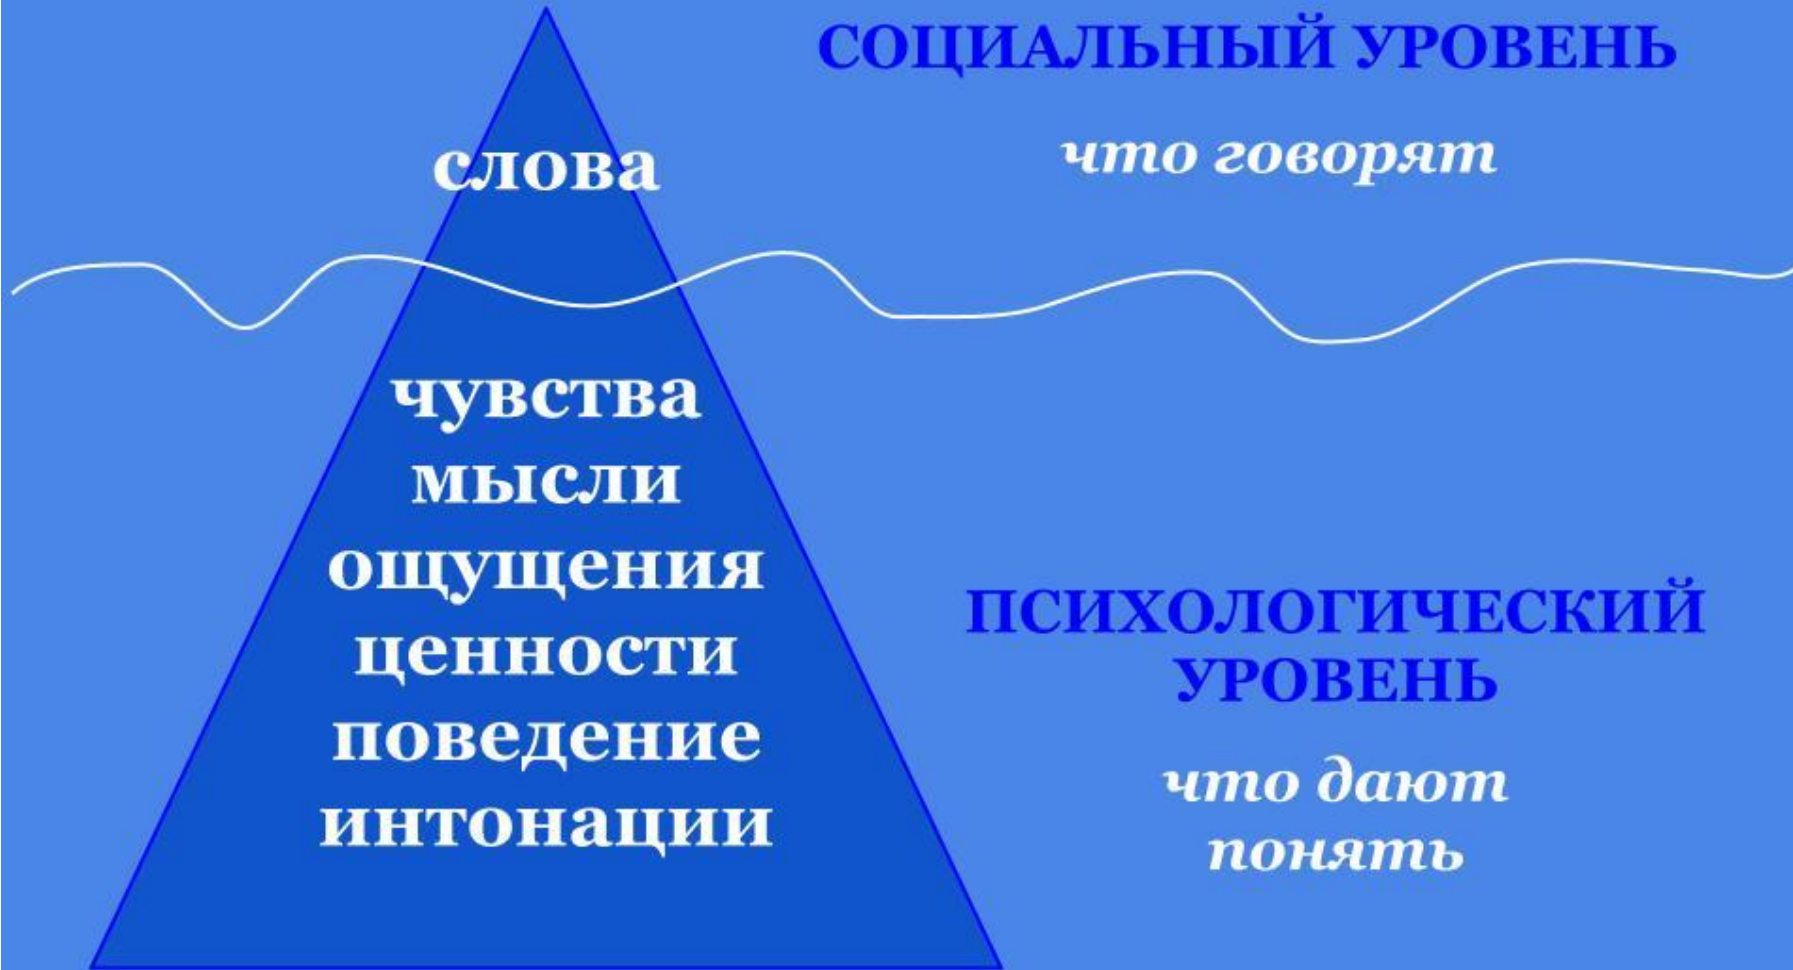 СОЦИАЛЬНЫЙ УРОВЕНЬ
что говорят
слова
чувства
мысли
ощущения
ценности
поведение
интонации
ПСИХОЛОГИЧЕСКИЙ
УРОВЕНЬ
что дают
понять